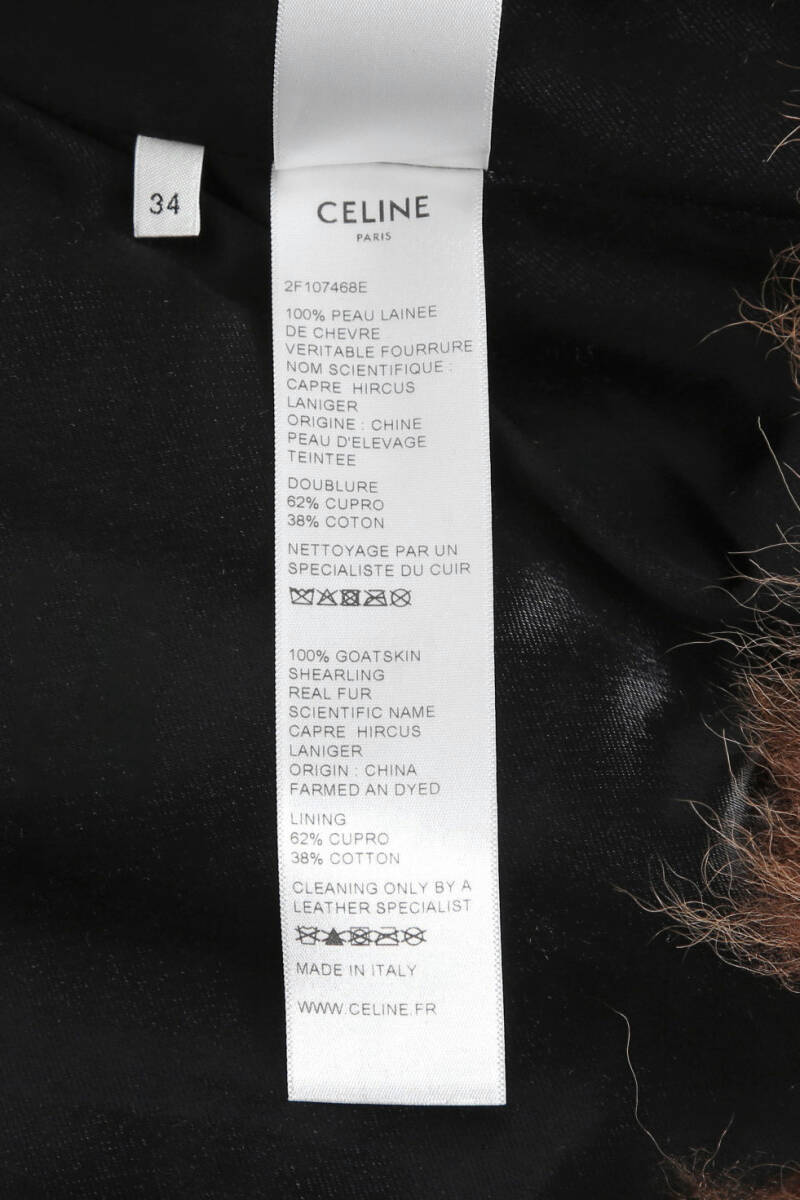 34
CELINE
PARIS
2F107468E
100% PEAU LAINEE
DE CHEVRE
VERITABLE FOURRURE
NOM SCIENTIFIQUE :
CAPRE HIRCUS
LANIGER
ORIGINE : CHINE
PEAU D'ELEVAGE
TEINTEE
DOUBLURE
62% CUPRO
38% COTON
NETTOYAGE PAR UN
SPECIALISTE DU CUIR
100% GOATSKIN
SHEARLING
REAL FUR
SCIENTIFIC NAME
CAPRE HIRCUS
LANIGER
ORIGIN : CHINA
FARMED AN DYED
LINING
62% CUPRO
38% COTTON
CLEANING ONLY BY A
LEATHER SPECIALIST
MADE IN ITALY
WWW.CELINE.FR